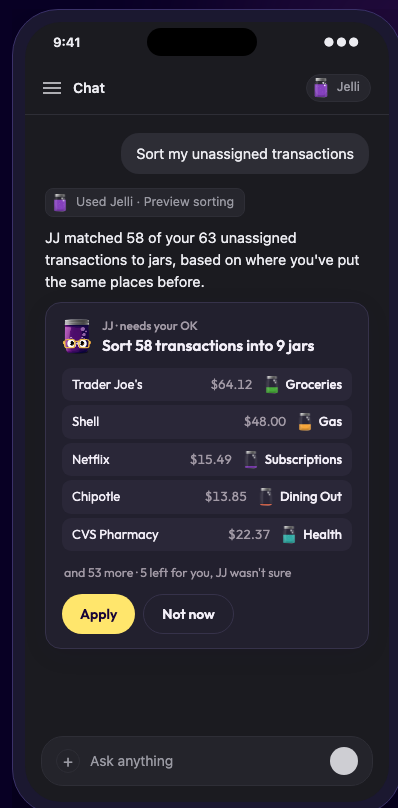 9:41
Chat
Jelli
Sort my unassigned transactions
Used Jelli · Preview sorting
JJ matched 58 of your 63 unassigned
transactions to jars, based on where you've put
the same places before.
JJ · needs your OK
Sort 58 transactions into 9 jars
Trader Joe's $64.12 Groceries
Shell $48.00 Gas
Netflix $15.49 Subscriptions
Chipotle $13.85 Dining Out
CVS Pharmacy $22.37 Health
and 53 more · 5 left for you, JJ wasn't sure
Apply Not now
+ Ask anything